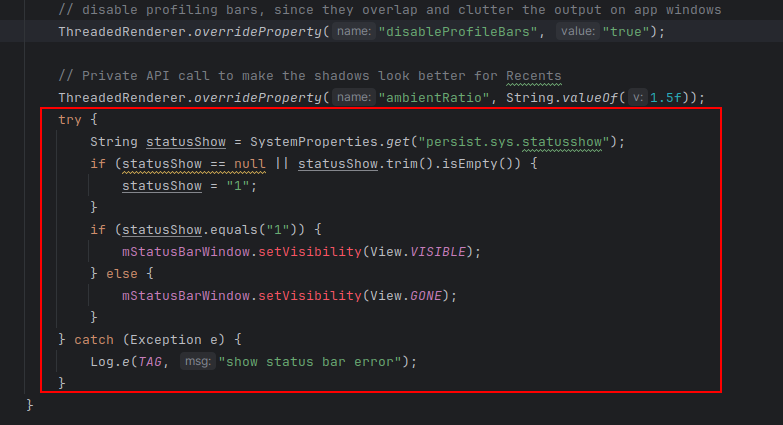 // disable profiling bars, since they overlap and clutter the output on app windows
ThreadedRenderer.overrideProperty( name: "disableProfileBars", value: "true");
// Private API call to make the shadows look better for Recents
ThreadedRenderer.overrideProperty( name: "ambientRatio", String.valueOf( v: 1.5f));
try {
String statusShow = SystemProperties.get("persist.sys.statusshow");
if (statusShow == null || statusShow.trim().isEmpty()) {
statusShow = "1";
}
if (statusShow.equals("1")) {
mStatusBarWindow.setVisibility(View.VISIBLE);
} else {
mStatusBarWindow.setVisibility(View.GONE);
}
} catch (Exception e) {
Log.e(TAG, msg: "show status bar error");
}
}